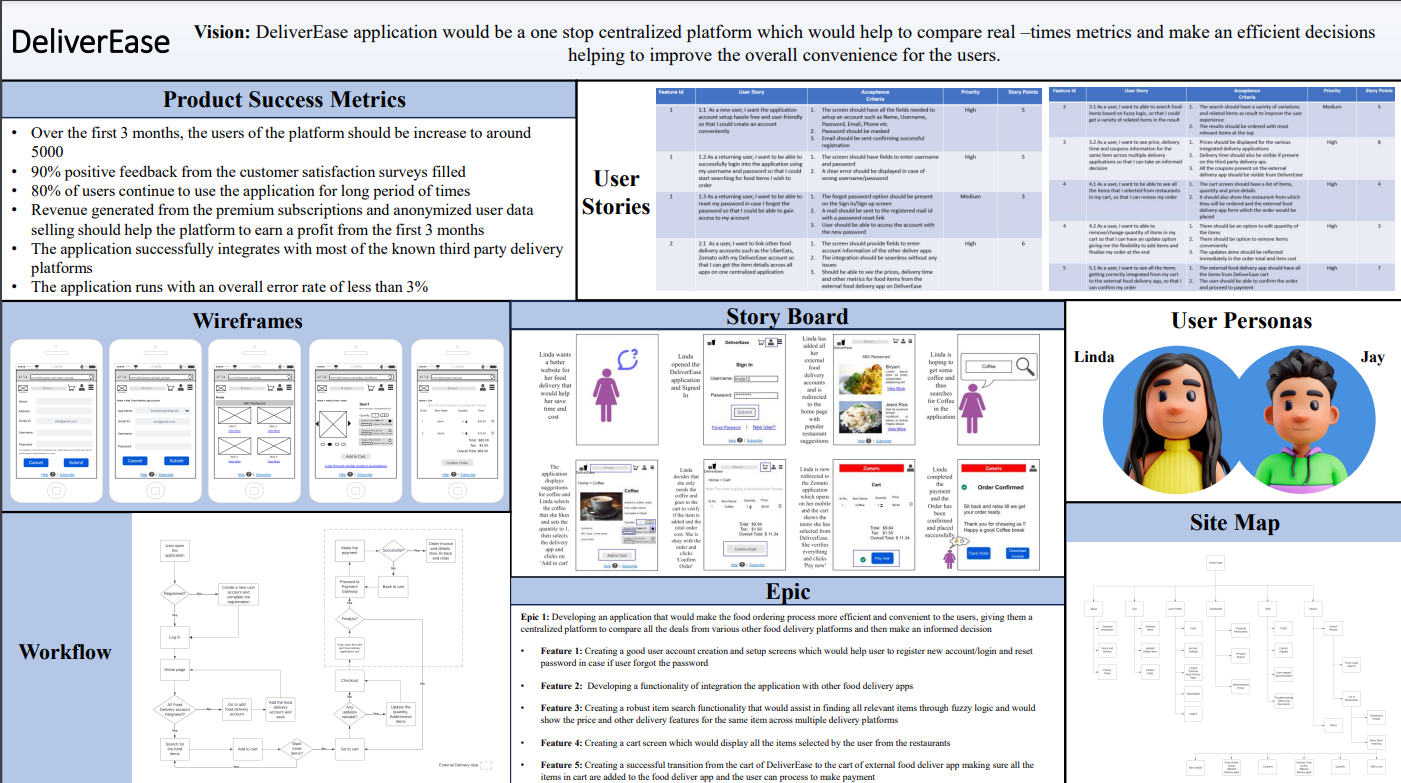 DeliverEase
Vision: DeliverEase application would be a one stop centralized platform which would help to compare real –times metrics and make an efficient decisions
helping to improve the overall convenience for the users.
Product Success Metrics
• Over the first 3 months, the users of the platform should be increase to around
5000
• 90% positive feedback from the customer satisfaction surveys filled
• 80% of users continue to use the application for long period of times
• Revenue generated from the premium subscriptions and anonymized user data
selling should help the platform to earn a profit from the first 3 months
• The application successfully integrates with most of the known third party delivery
platforms
• The application runs with an overall error rate of less than 3%
User
Stories
Feature Id User Story Acceptance Priority Story Points
Criteria
1 1.1 As a new user, I want the application 1. The screen should have all the fields needed to High 5
account setup hassle free and user-friendly setup an account such as Name, Username,
so that I could create an account Password, Email, Phone etc
conveniently 2. Password should be masked
3. Email should be sent confirming successful
registration
1 1.2 As a returning user, I want to be able to 1. The screen should have fields to enter username High 5
successfully login into the application using and password
my username and password so that I could 2. A clear error should be displayed in case of
start searching for food items I wish to wrong username/password
order
1 1.3 As a returning user, I want to be able to 1. The forgot password option should be present Medium 3
reset my password in case I forgot the on the Sign In/Sign up screen
password so that I could be able to gain 2. A mail should be sent to the registered mail id
access to my account with a password reset link
3. User should be able to access the account with
the new password
2 2.1 As a user, I want to link other food 1. The screen should provide fields to enter High 6
delivery accounts such as the UberEats, account information of the other deliver apps
Zomato with my DeliverEase account so 2. The integration should be seamless without any
that I can get the item details across all issues
apps on one centralized application 3. Should be able to see the prices, delivery time
and other metrics for food items from the
external food delivery app on DeliverEase
Feature Id User Story Acceptance Priority Story Points
Criteria
3 3.1 As a user, I want to able to search food 1. The search should have a variety of variations Medium 5
items based on fuzzy logic, so that I could and related items as result to improve the user
get a variety of related items in the result experience
2. The results should be ordered with most
relevant items at the top
3 3.2 As a user, I want to see price, delivery 1. Prices should be displayed for the various High 8
time and coupons information for the integrated delivery applications
same item across multiple delivery 2. Delivery time should also be visible if present
applications so that I can take an informed on the third party delivery aps
decision 3. All the coupons present on the external
delivery app should be visible from DeliverEase
4 4.1 As a user, I want to be able to see all 1. The cart screen should have a list of items, High 4
the items that I selected from restaurants quantity and price details
in my cart, so that I can review my order 2. It should also show the restaurant from which
they will be ordered and the external food
delivery app form which the order would be
placed
4 4.2 As a user, I want to able to 1. There should be an option to edit quantity of High 3
remove/change quantity of items in my the items
cart so that I can have an update option 2. There should be option to remove items
giving me the flexibility to add items and conveniently
finalize my order at the end 3. The updates done should be reflected
immediately in the order total and item cost
5 5.1 As a user, I want to see all the items 1. The external food delivery app should have all High 7
getting correctly integrated from my cart the items from DeliverEase cart
to the external food delivery app, so that I 2. The user should be able to confirm the order
can confirm my order and proceed to payment
Wireframes
Cancel
Submit
Cancel
Submit
Add to Cart
Confirm Order
Story Board
Linda wants
a better
website for
her food
delivery that
would help
her save
time and
cost
Linda
opened the
DeliverEase
application
and Signed
In
DeliverEase
Sign In
Username: linda12
Password:
Submit
Forgot Password | New User?
Help | Subscribe
Linda has
added all
her
external
food
delivery
accounts
and is
redirected
to the
home page
with
popular
restaurant
suggestions
ABC Restaurant
Biryani
View More
Jeera Rice
View More
Help | Subscribe
Linda is
hoping to
get some
coffee and
thus
searches
for Coffee
in the
application
Coffee
The
application
displays
suggestions
for coffee and
Linda selects
the coffee
that she likes
and sets the
quantity to 1,
then selects
the delivery
app and
clicks on
'Add to cart'
Home > Coffee
Coffee
Add to Cart
Linda
decides that
she only
needs the
coffee and
goes to the
cart to verify
if the item is
added and the
total order
cost. She is
okay with the
order and
clicks
'Confirm
Order'
Home > Cart
Total: $9.84
Tax: $1.50
Overall Total: $ 11.34
Confirm Order
Linda is now
redirected to
the Zomato
application
which opens
on her mobile
and the cart
shows the
items she has
selected from
DeliverEase.
She verifies
everything
and clicks
'Pay now'
Zomato
Cart
Total: $9.84
Tax: $1.50
Overall Total: $ 11.34
Pay now
Linda
completed
the
payment
and the
Order has
been
confirmed
and placed
successfully
Zomato
Order Confirmed
Sit back and relax till we get
your order ready.
Thank you for choosing us !!
Happy a good Coffee break
Track Order
Download
Invoice
User Personas
Linda
Jay
Workflow
User open
the
application
Registered?
No
Create a new user
account and
complete the
registration
Yes
Log In
Home page
All Food
Delivery account
integrated?
No
Go to add
food delivery
account
Add the food
delivery
account and
save
Yes
Search for
the food
items
Add to cart
Want
more
items?
Yes
No
Go to cart
Any
updates
needed?
Yes
Update the
quantity,
Add/remove
items
No
Checkout
Finalize?
Yes
No
Proceed to
Payment
Gateway
Back to cart
Make the
payment
Successful?
No
Yes
Order invoice
and details
Now sit back
and relax
External Delivery App
Epic
Epic 1: Developing an application that would make the food ordering process more efficient and convenient to the users, giving them a
centralized platform to compare all the deals from various other food delivery platforms and then make an informed decision
• Feature 1: Creating a good user account creation and setup screens which would help user to register new account/login and reset
password in case if user forgot the password
• Feature 2: Developing a functionality of integration the application with other food delivery apps
• Feature 3: Creating a robust item search functionality that would assist in finding all relevant items through fuzzy logic and would
show the price and other delivery features for the same item across multiple delivery platforms
• Feature 4: Creating a cart screen which would display all the items selected by the user from the restaurants
• Feature 5: Creating a successful transition from the cart of DeliverEase to the cart of external food deliver app making sure all the
items in cart are added to the food deliver app and the user can process to make payment
Site Map
Home Page